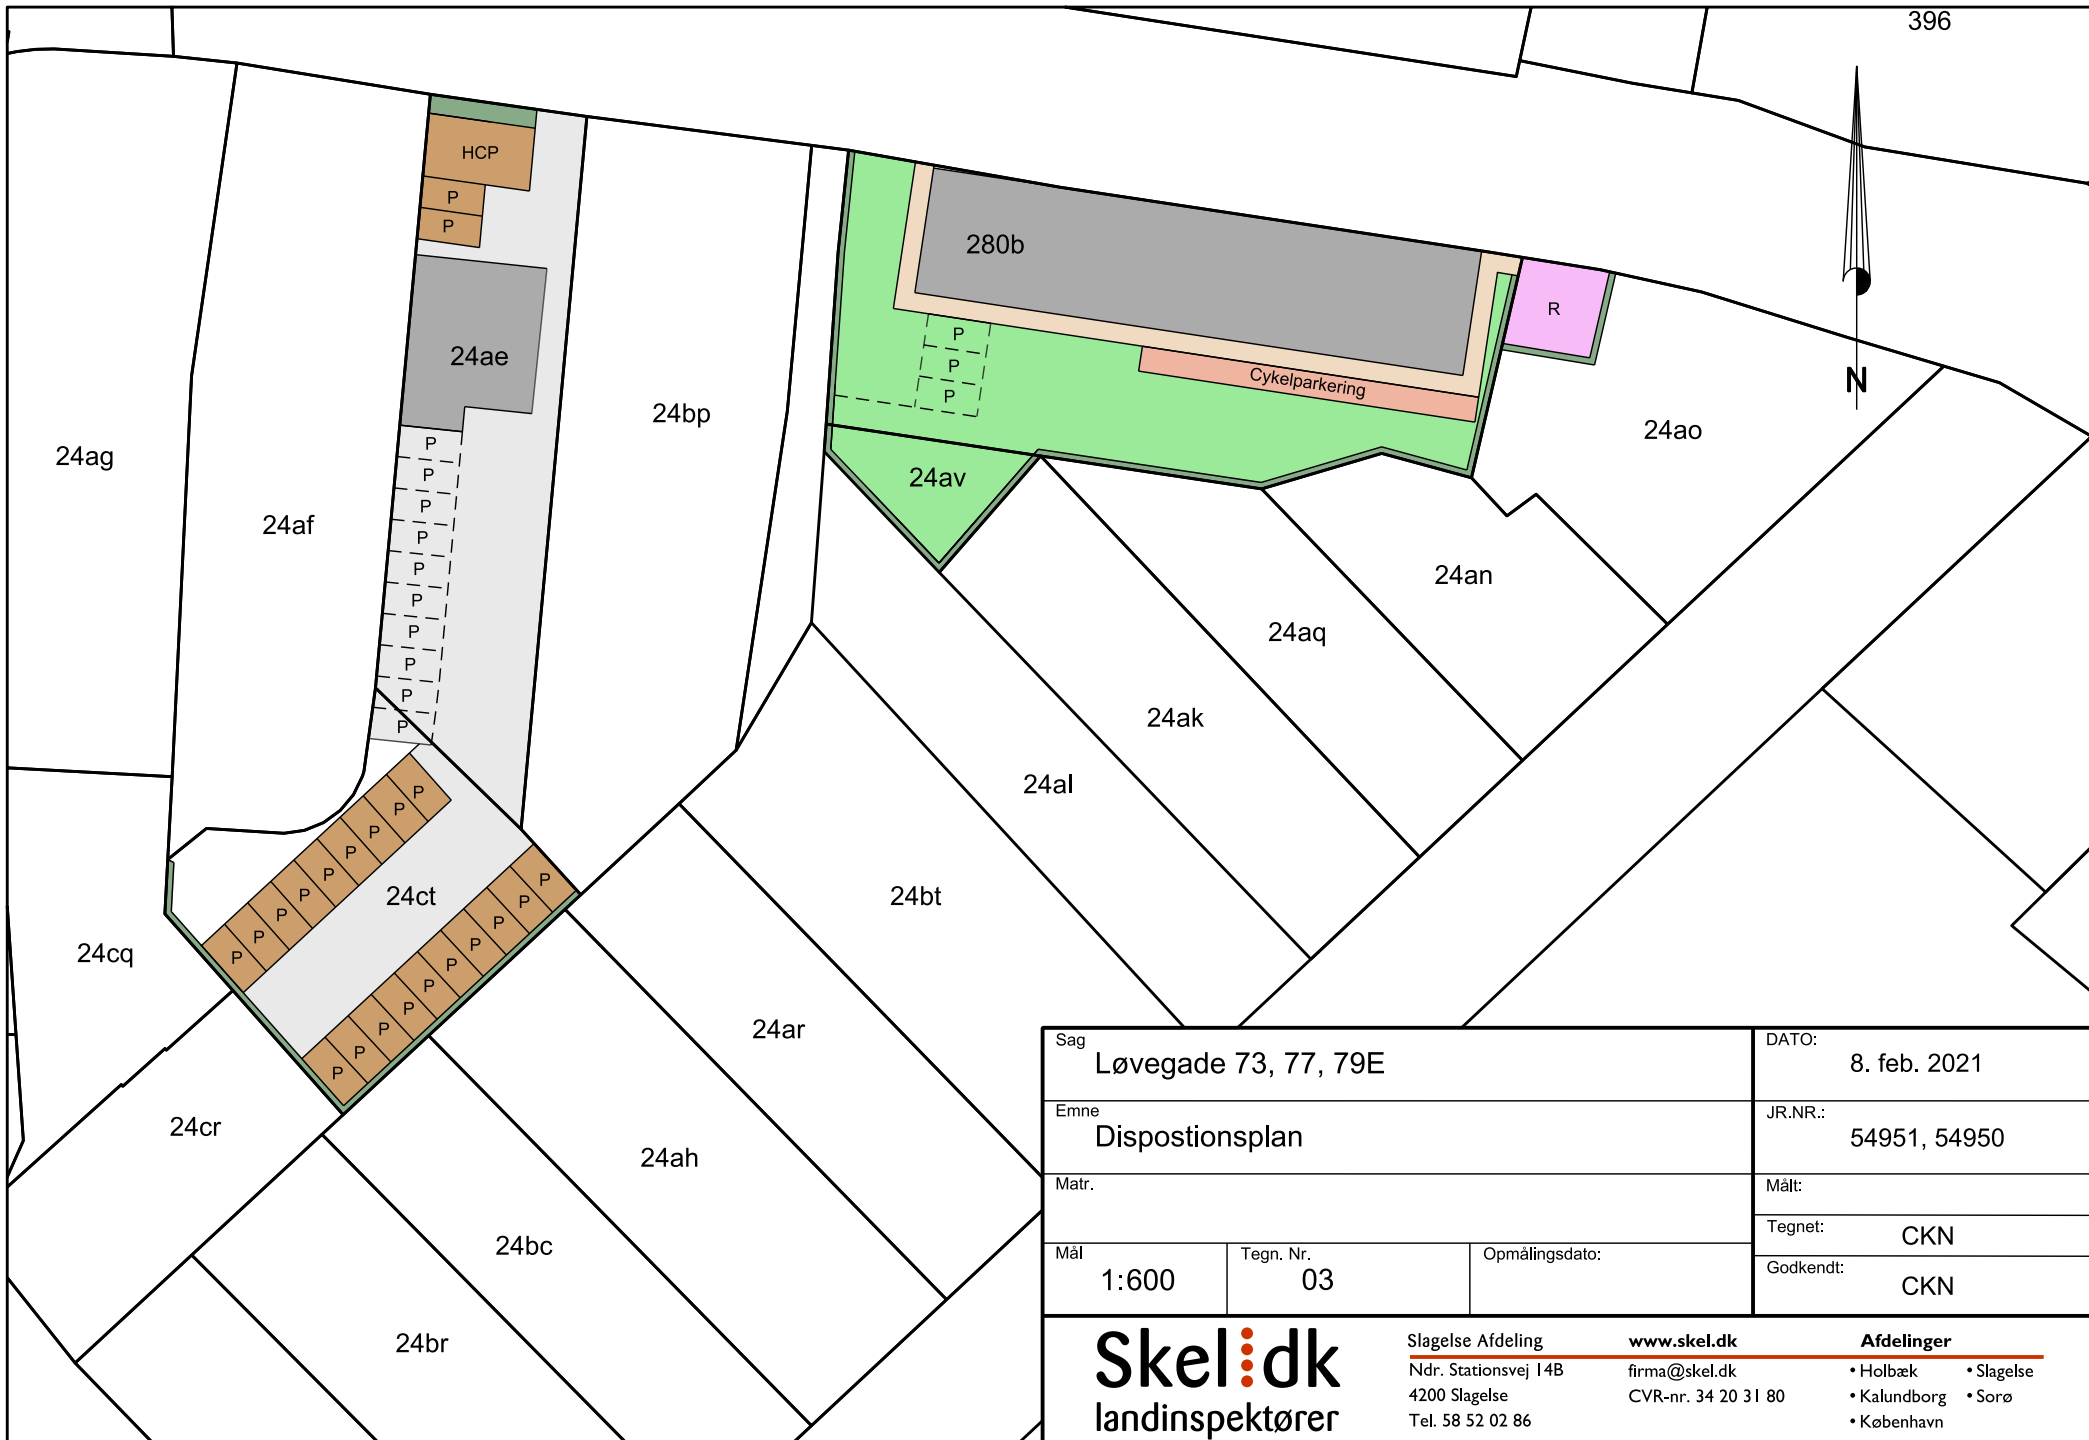 396
HCP
P
P
280b
R
24ae
P
P
P
Cykelparkering
24bp
24ao
24ag
24av
24af
P
P
P
P
P
P
P
P
P
P
N
24an
24aq
24ak
24al
P
P
P
P
P
P
P
P
P
24ct
24bt
P
P
P
P
P
P
P
P
P
P
24cq
24ar
24cr
24ah
24bc
24br
Sag
Løvegade 73, 77, 79E
DATO:
8. feb. 2021
Emne
Dispostionsplan
JR.NR.:
54951, 54950
Matr.
Målt:
Tegnet: CKN
Mål
1:600
Tegn. Nr.
03
Opmålingsdato:
Godkendt:
CKN
Skel:dk
landinspektører
Slagelse Afdeling
Ndr. Stationsvej 14B
4200 Slagelse
Tel. 58 52 02 86
www.skel.dk
firma@skel.dk
CVR-nr. 34 20 31 80
Afdelinger
• Holbæk • Slagelse
• Kalundborg • Sorø
• København